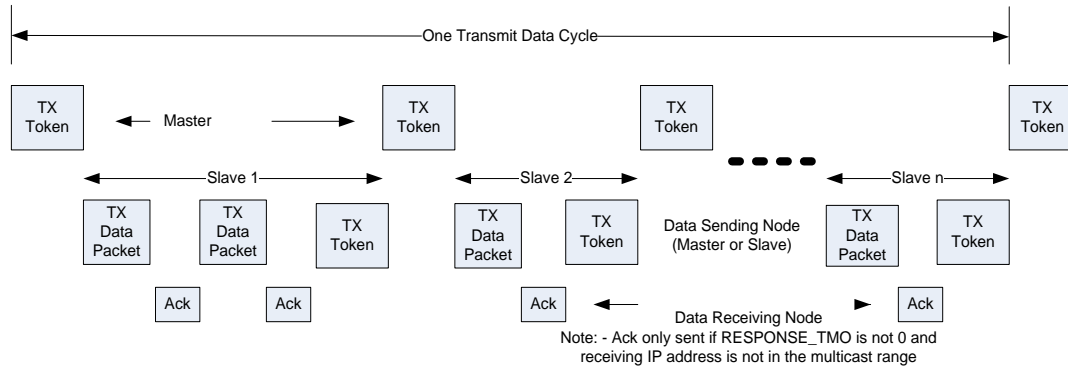 One Transmit Data Cycle
TX
Token
Master
TX
Token
TX
Token
TX
Token
Slave 1
Slave 2
Slave n
TX
Data
Packet
TX
Data
Packet
TX
Token
TX
Data
Packet
TX
Token
Data Sending Node
(Master or Slave)
TX
Data
Packet
TX
Token
Ack
Ack
Ack
Ack
Data Receiving Node
Note: - Ack only sent if RESPONSE_TMO is not 0 and
receiving IP address is not in the multicast range